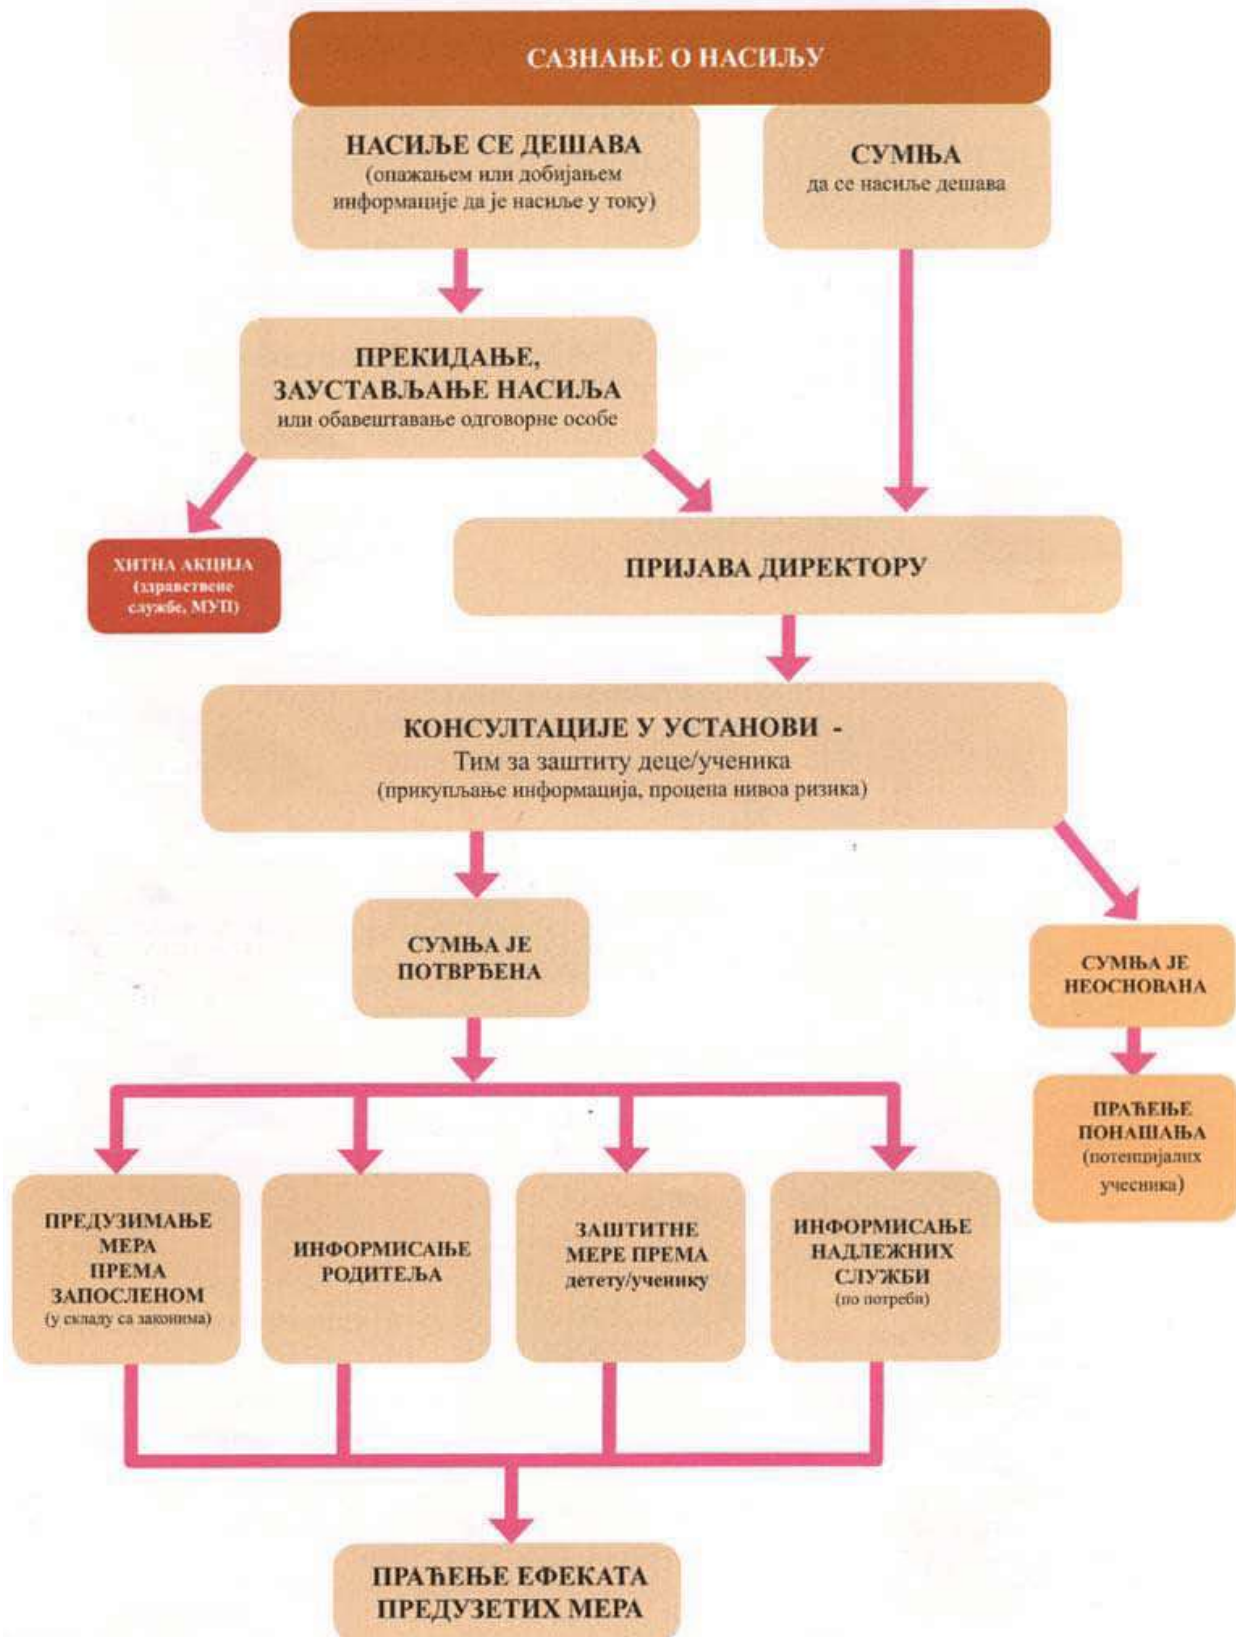 САЗНАЊЕ О НАСИЉУ
НАСИЉЕ СЕ ДЕШАВА
(опажањем или добијањем
информације да је насиље у току)
СУМЊА
да се насиље дешава
ПРЕКИДАЊЕ,
ЗАУСТАВЉАЊЕ НАСИЉА
или обавештавање одговорне особе
ХИТНА АКЦИЈА
(здравствене
службе, МУП)
ПРИЈАВА ДИРЕКТОРУ
КОНСУЛТАЦИЈЕ У УСТАНОВИ -
Тим за заштиту деце/ученика
(прикупљање информација, процена нивоа ризика)
СУМЊА ЈЕ
ПОТВРЂЕНА
СУМЊА ЈЕ
НЕОСНОВАНА
ПРАЋЕЊЕ
ПОНАШАЊА
(потенцијалих
учесника)
ПРЕДУЗИМАЊЕ
МЕРА
ПРЕМА
ЗАПОСЛЕНОМ
(у складу са законима)
ИНФОРМИСАЊЕ
РОДИТЕЉА
ЗАШТИТНЕ
МЕРЕ ПРЕМА
детету/ученику
ИНФОРМИСАЊЕ
НАДЛЕЖНИХ
СЛУЖБИ
(по потреби)
ПРАЋЕЊЕ ЕФЕКАТА
ПРЕДУЗЕТИХ МЕРА